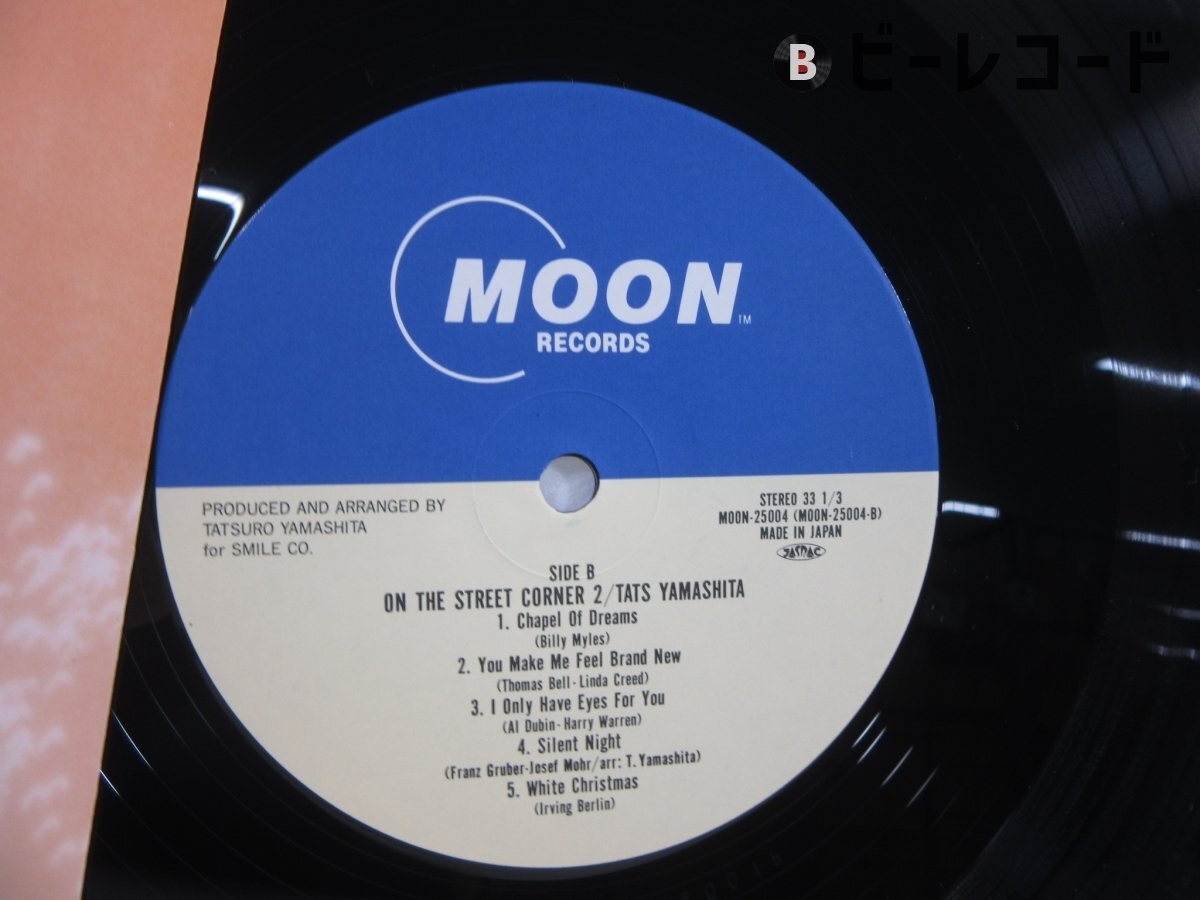 B ビーレコード
MOON TM
RECORDS
PRODUCED AND ARRANGED BY
TATSURO YAMASHITA
for SMILE CO.
STEREO 33 1/3
MOON-25004 (MOON-25004-B)
MADE IN JAPAN
JASRAC
SIDE B
ON THE STREET CORNER 2/TATS YAMASHITA
1. Chapel Of Dreams
(Billy Myles)
2. You Make Me Feel Brand New
(Thomas Bell-Linda Creed)
3. I Only Have Eyes For You
(Al Dubin-Harry Warren)
4. Silent Night
(Franz Gruber-Josef Mohr/arr: T. Yamashita)
5. White Christmas
(Irving Berlin)